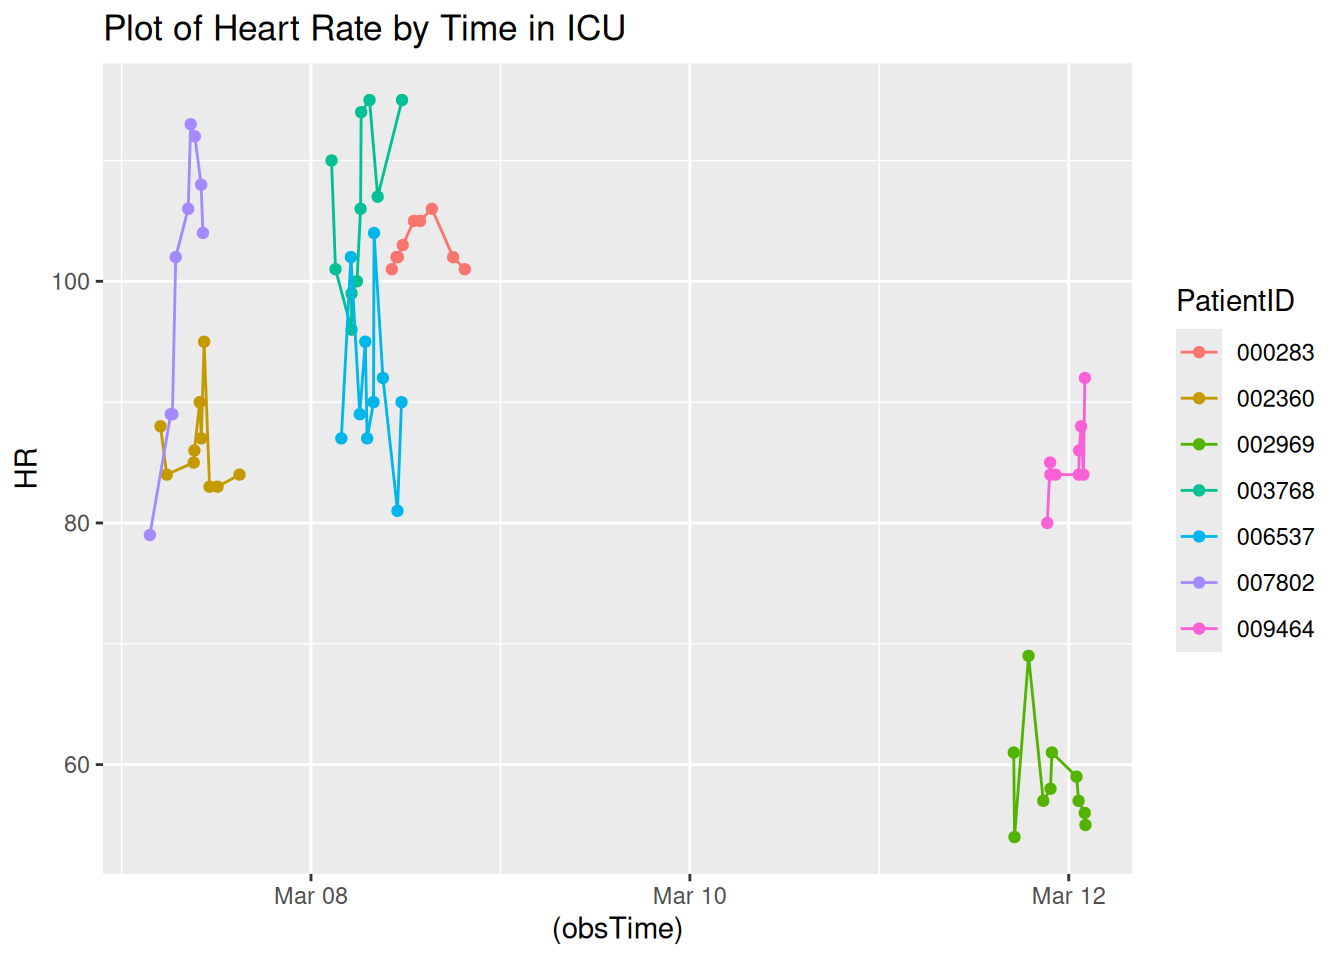 Plot of Heart Rate by Time in ICU
HR
100
80
60
Mar 08
Mar 10
Mar 12
(obsTime)
PatientID
000283
002360
002969
003768
006537
007802
009464